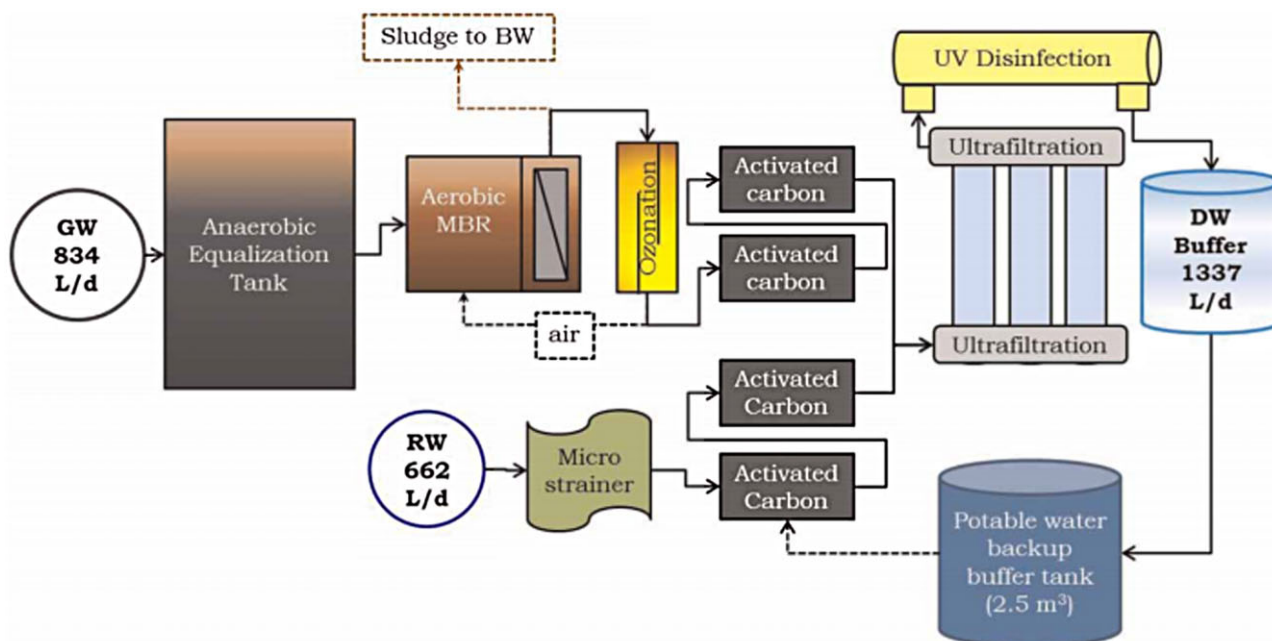 Sludge to BW
UV Disinfection
GW
834
L/d
Anaerobic
Equalization
Tank
Aerobic
MBR
Ozonation
Activated
carbon
Activated
carbon
air
Ultrafiltration
Ultrafiltration
DW
Buffer
1337
L/d
RW
662
L/d
Micro
strainer
Activated
Carbon
Activated
Carbon
Potable water
backup
buffer tank
(2.5 m³)